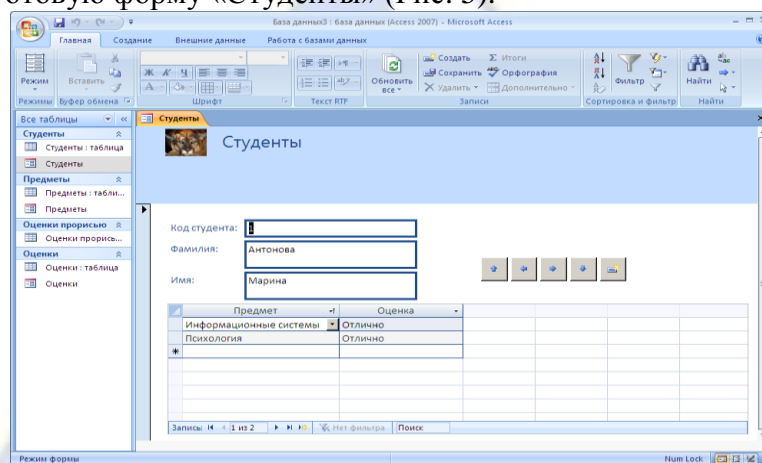 отовую форму «Студенты» (Рис. 3).
База данных3 : база данных (Access 2007) - Microsoft Access
Главная Создание Внешние данные Работа с базами данных
Режим
Вставить
Ж К Ч
Обновить все
Создать
Сохранить
Удалить
Σ Итоги
Орфография
Дополнительно
Фильтр
Найти
Режимы Буфер обмена Шрифт Текст RTF Записи Сортировка и фильтр Найти
Все таблицы
Студенты
Студенты : таблица
Студенты
Предметы
Предметы : табли...
Предметы
Оценки прорисью
Оценки прорись...
Оценки
Оценки : таблица
Оценки
Студенты
Студенты
Код студента: 1
Фамилия: Антонова
Имя: Марина
Предмет Оценка
Информационные системы Отлично
Психология Отлично
Записи: 1 из 2 Нет фильтра Поиск
Режим формы Num Lock